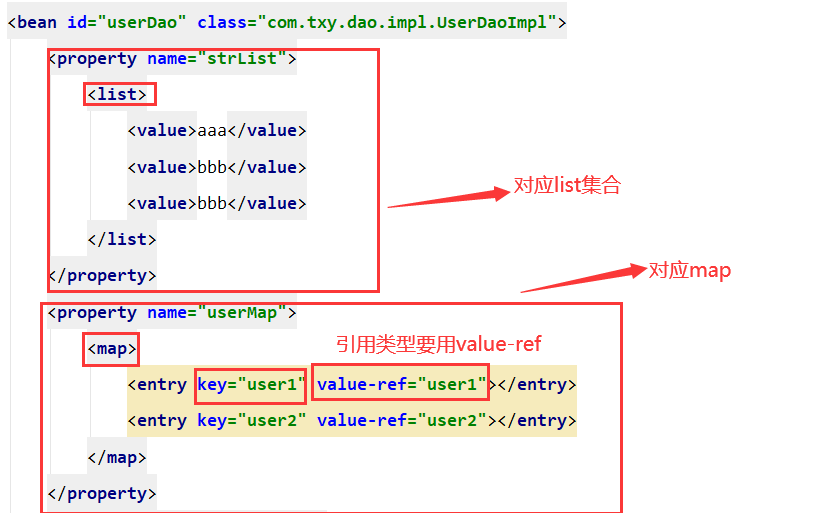 <bean id="userDao" class="com.txy.dao.impl.UserDaoImpl">
<property name="strList">
<list>
<value>aaa</value>
<value>bbb</value>
<value>bbb</value>
对应list集合
</list>
</property>
对应map
<property name="userMap">
引用类型要用value-ref
<map>
<entry key="user1" value-ref="user1"></entry>
<entry key="user2" value-ref="user2"></entry>
</map>
</property>